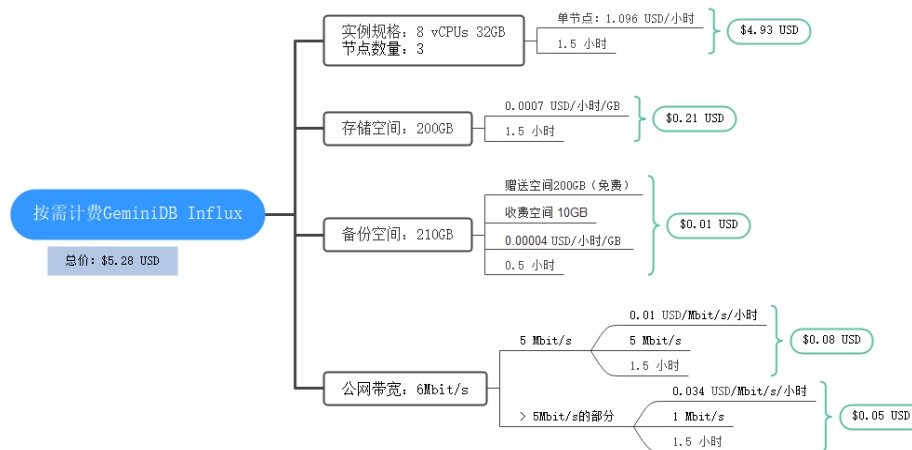 按需计费GeminiDB Influx
总价: $5.28 USD
实例规格: 8 vCPUs 32GB
节点数量: 3
单节点: 1.096 USD/小时
1.5 小时
$4.93 USD
存储空间: 200GB
0.0007 USD/小时/GB
1.5 小时
$0.21 USD
备份空间: 210GB
赠送空间200GB（免费）
收费空间 10GB
0.00004 USD/小时/GB
0.5 小时
$0.01 USD
公网带宽: 6Mbit/s
5 Mbit/s
0.01 USD/Mbit/s/小时
5 Mbit/s
1.5 小时
$0.08 USD
> 5Mbit/s的部分
0.034 USD/Mbit/s/小时
1 Mbit/s
1.5 小时
$0.05 USD